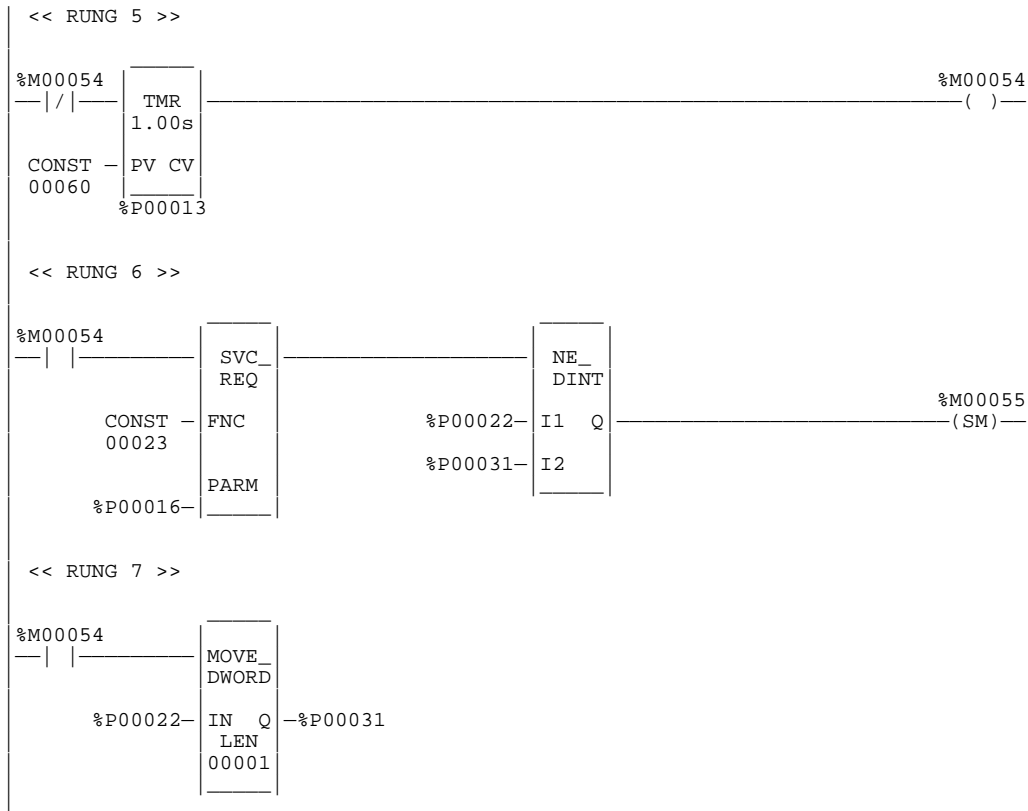 << RUNG 5 >>
%M00054 %M00054
|/| TMR ( )
1.00s
CONST PV CV
00060
%P00013
<< RUNG 6 >>
%M00054
| | SVC_ NE_
REQ DINT
%M00055
CONST FNC %P00022 I1 Q (SM)
00023
%P00031 I2
PARM
%P00016
<< RUNG 7 >>
%M00054
| | MOVE_
DWORD
%P00022 IN Q %P00031
LEN
00001